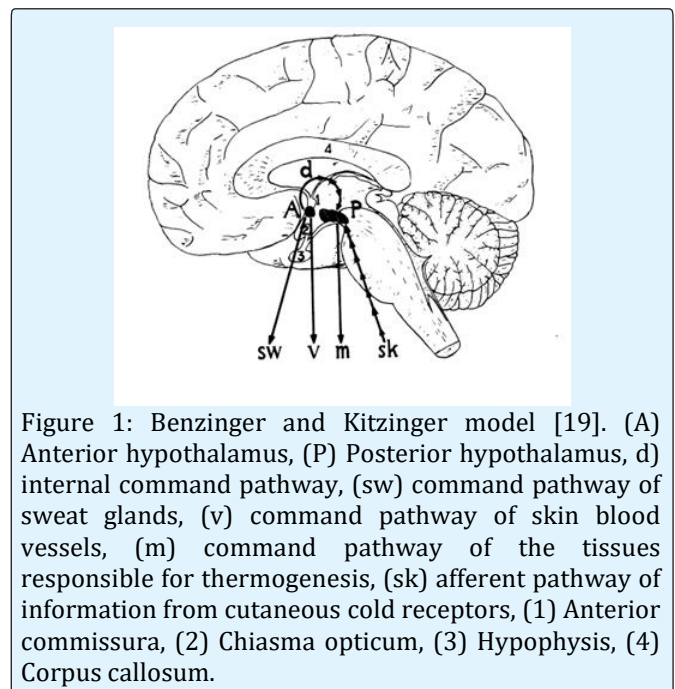 4
d
A
1
P
2
3
sw v m sk
Figure 1: Benzinger and Kitzinger model [19]. (A)
Anterior hypothalamus, (P) Posterior hypothalamus, d)
internal command pathway, (sw) command pathway of
sweat glands, (v) command pathway of skin blood
vessels, (m) command pathway of the tissues
responsible for thermogenesis, (sk) afferent pathway of
information from cutaneous cold receptors, (1) Anterior
commissura, (2) Chiasma opticum, (3) Hypophysis, (4)
Corpus callosum.